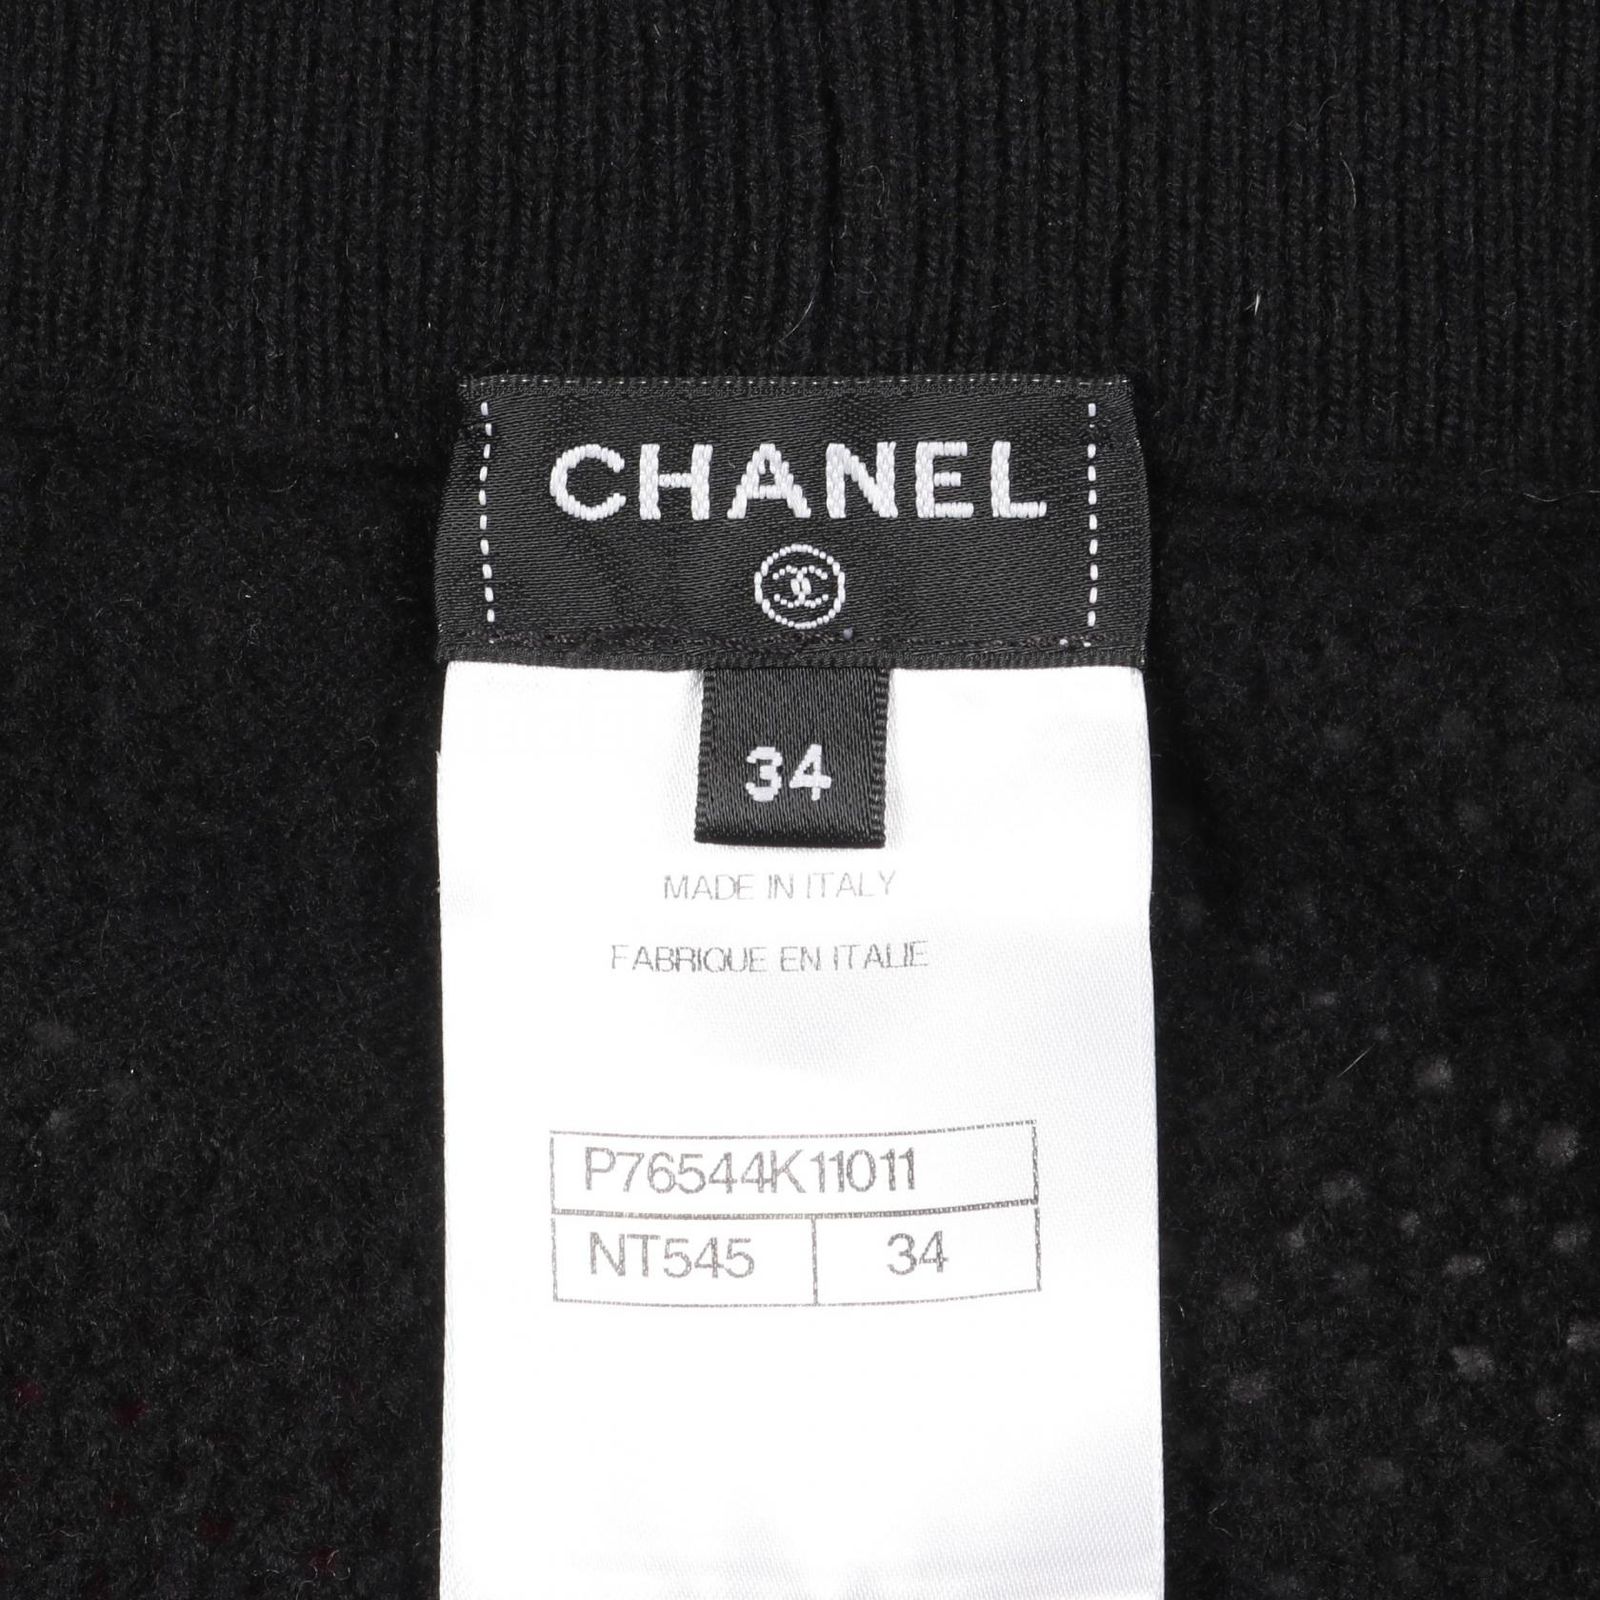 CHANEL
34
MADE IN ITALY
FABRIQUE EN ITALIE
P76544K11011
NT545 34